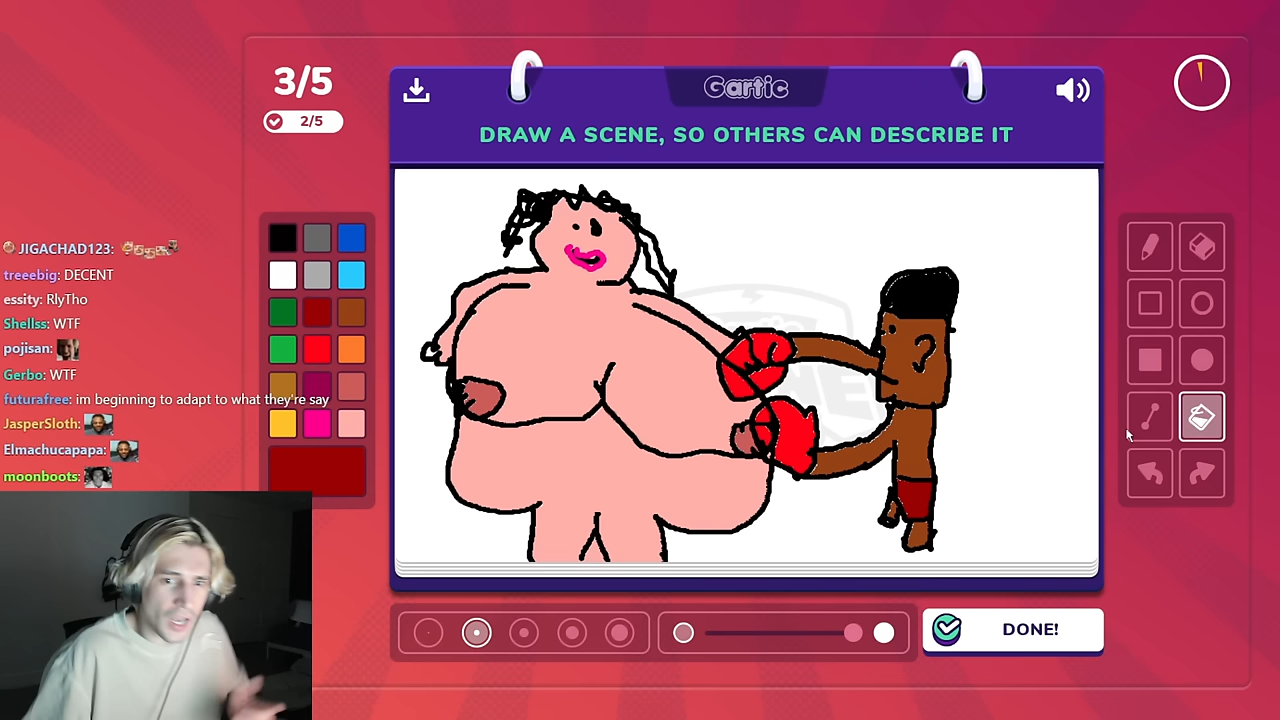 3/5
2/5
Gartic
DRAW A SCENE, SO OTHERS CAN DESCRIBE IT
JIGACHAD123:
treeebig: DECENT
essity: RlyTho
Shellss: WTF
pojisan:
Gerbo: WTF
futurafree: im beginning to adapt to what they're say
JasperSloth:
Elmachucapapa:
moonboots:
DONE!